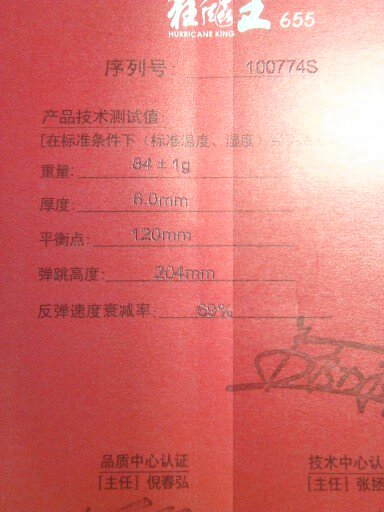 狂飚王 655
HURRICANE KING
序列号: 100774S
产品技术测试值:
[在标准条件下(标准温度、湿度)
重量: 84±1g
厚度: 6.0mm
平衡点: 120mm
弹跳高度: 204mm
反弹速度衰减率: 69%
品质中心认证 技术中心认
[主任] 倪春弘 [主任] 张拯